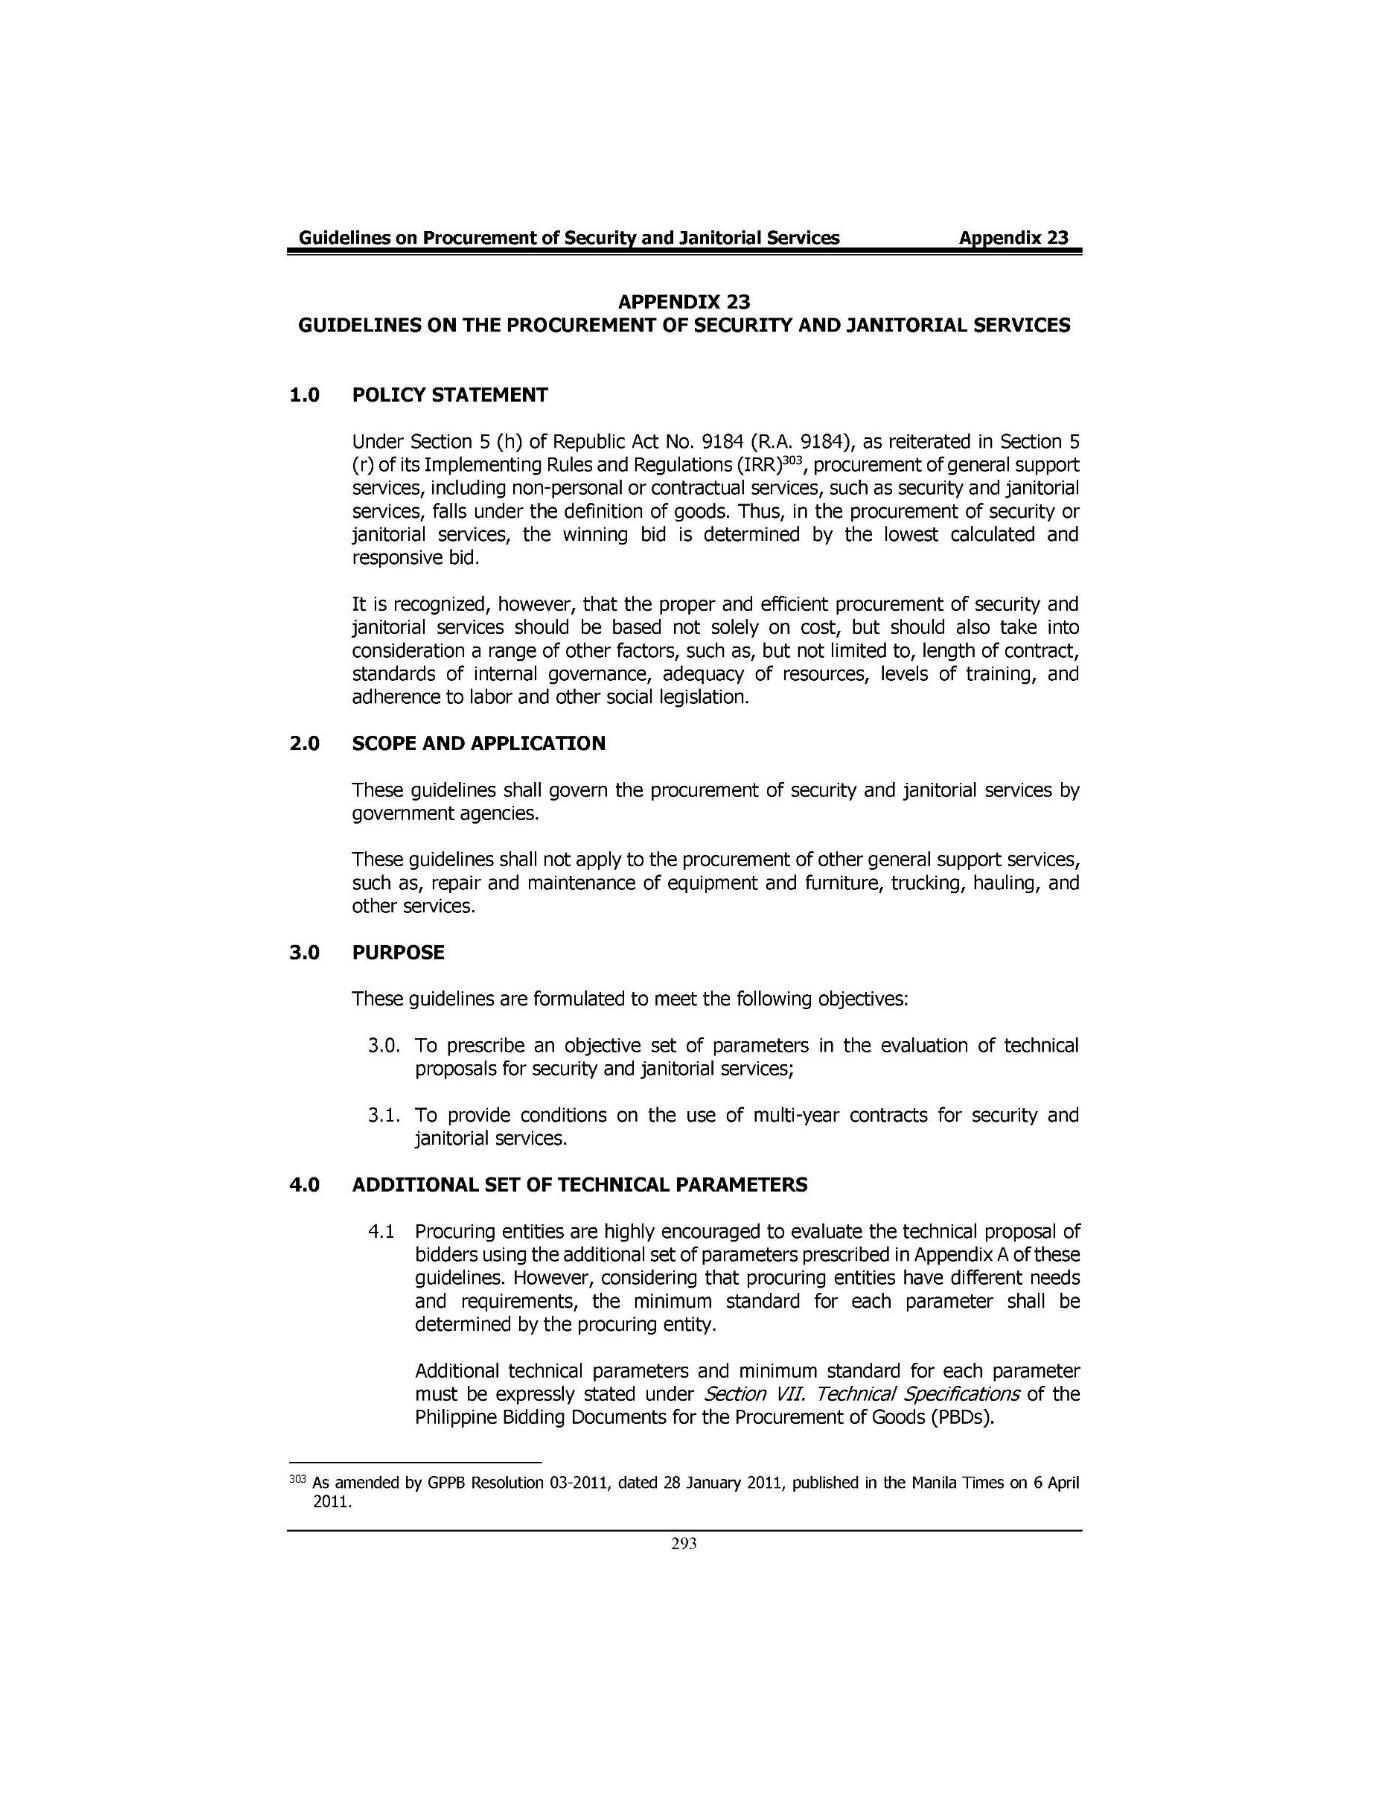 Guidelines on Procurement of Security and Janitorial Services Appendix 23
APPENDIX 23
GUIDELINES ON THE PROCUREMENT OF SECURITY AND JANITORIAL SERVICES
1.0 POLICY STATEMENT
Under Section 5 (h) of Republic Act No. 9184 (R.A. 9184), as reiterated in Section 5
(r) of its Implementing Rules and Regulations (IRR)303, procurement of general support
services, including non-personal or contractual services, such as security and janitorial
services, falls under the definition of goods. Thus, in the procurement of security or
janitorial services, the winning bid is determined by the lowest calculated and
responsive bid.
It is recognized, however, that the proper and efficient procurement of security and
janitorial services should be based not solely on cost, but should also take into
consideration a range of other factors, such as, but not limited to, length of contract,
standards of internal governance, adequacy of resources, levels of training, and
adherence to labor and other social legislation.
2.0 SCOPE AND APPLICATION
These guidelines shall govern the procurement of security and janitorial services by
government agencies.
These guidelines shall not apply to the procurement of other general support services,
such as, repair and maintenance of equipment and furniture, trucking, hauling, and
other services.
3.0 PURPOSE
These guidelines are formulated to meet the following objectives:
3.0. To prescribe an objective set of parameters in the evaluation of technical
proposals for security and janitorial services;
3.1. To provide conditions on the use of multi-year contracts for security and
janitorial services.
4.0 ADDITIONAL SET OF TECHNICAL PARAMETERS
4.1 Procuring entities are highly encouraged to evaluate the technical proposal of
bidders using the additional set of parameters prescribed in Appendix A of these
guidelines. However, considering that procuring entities have different needs
and requirements, the minimum standard for each parameter shall be
determined by the procuring entity.
Additional technical parameters and minimum standard for each parameter
must be expressly stated under Section VII. Technical Specifications of the
Philippine Bidding Documents for the Procurement of Goods (PBDs).
303 As amended by GPPB Resolution 03-2011, dated 28 January 2011, published in the Manila Times on 6 April
2011.
293